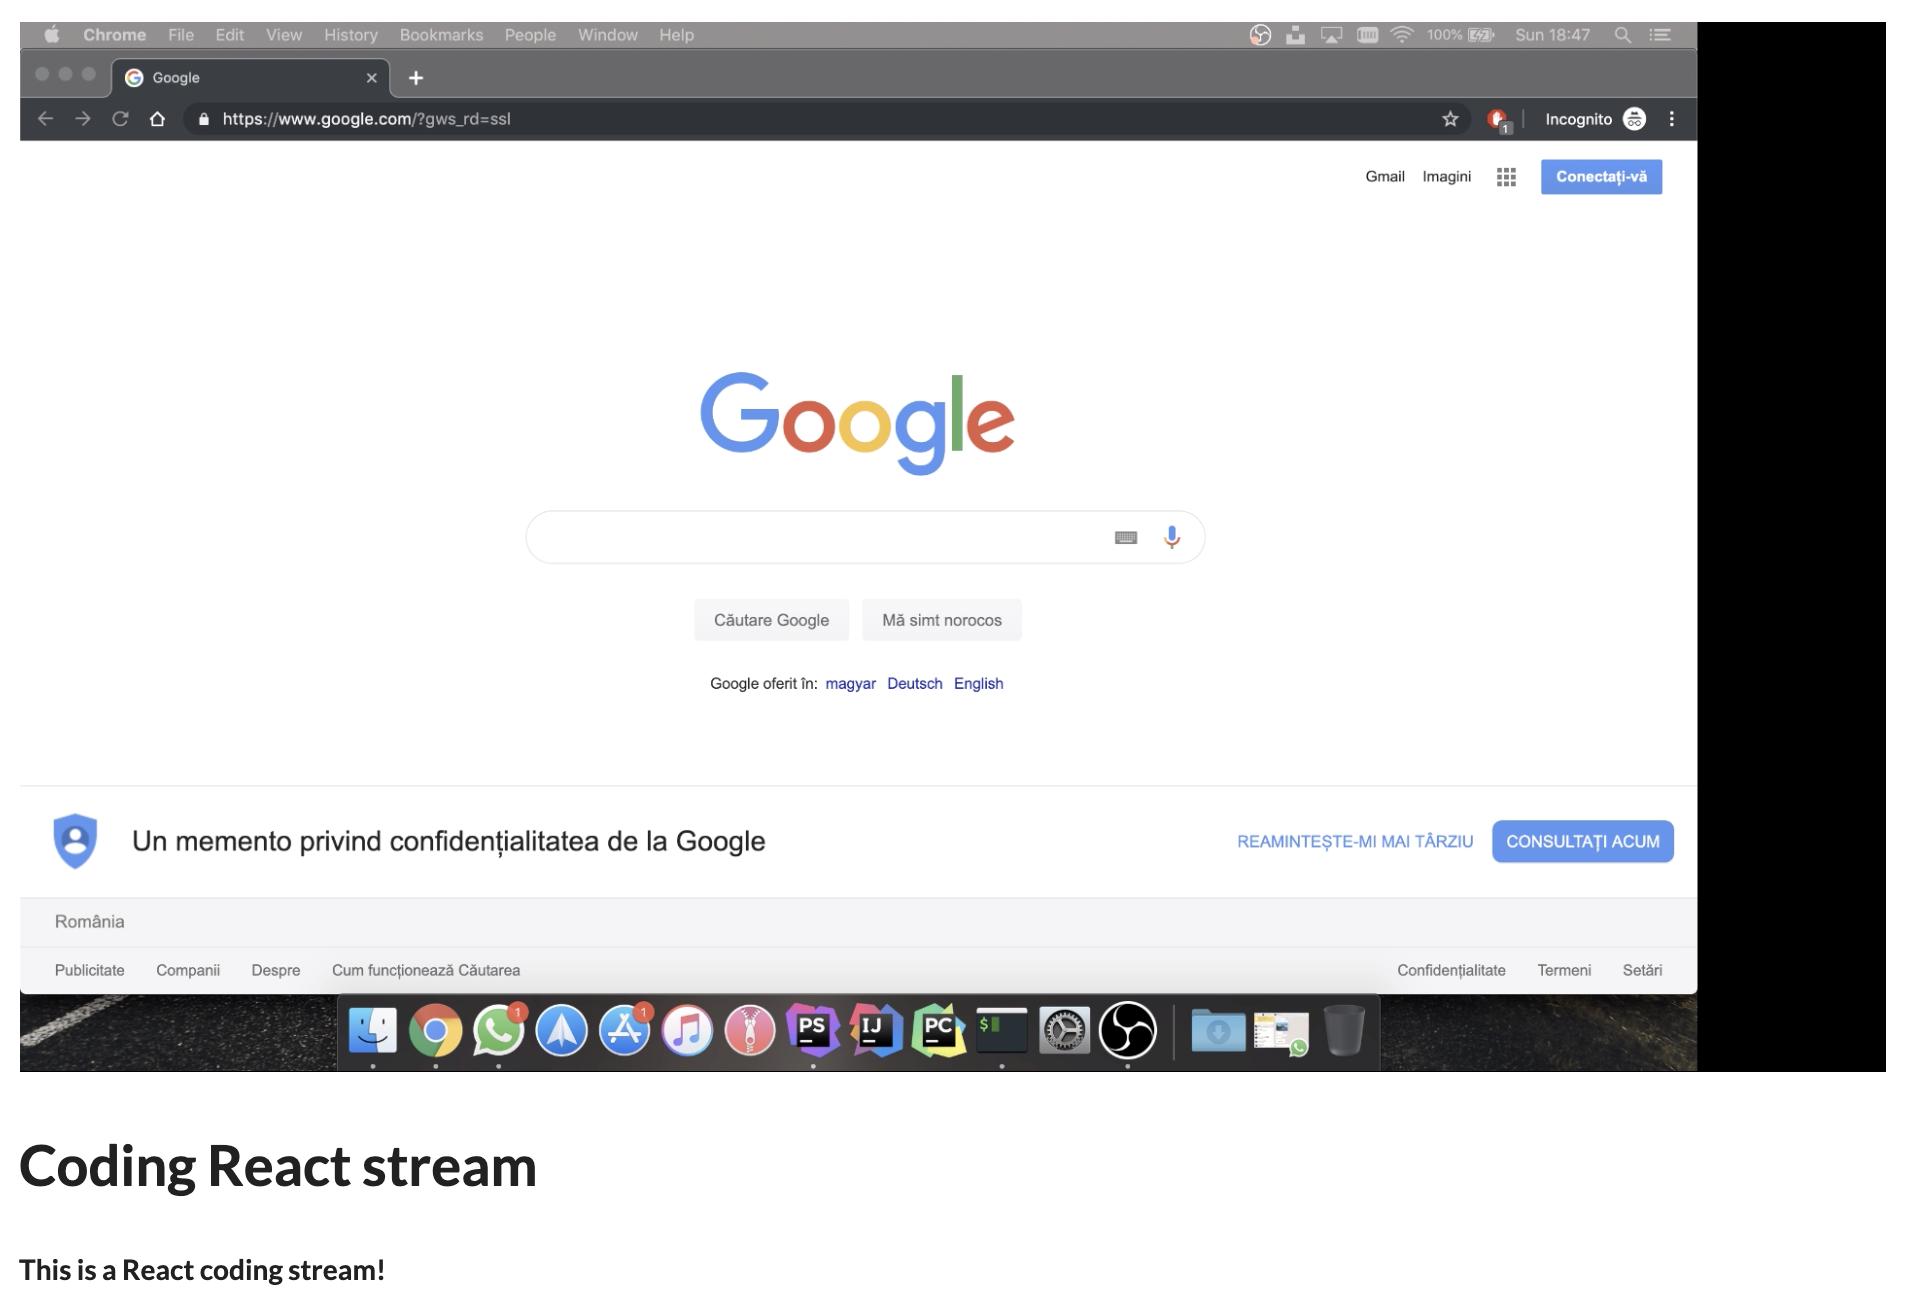 Chrome File Edit View History Bookmarks People Window Help 100% Sun 18:47
Google
https://www.google.com/?gws_rd=ssl 1 Incognito
Gmail Imagini Conectați-vă
Google
Căutare Google Mă simt norocos
Google oferit în: magyar Deutsch English
Un memento privind confidențialitatea de la Google REAMINTEȘTE-MI MAI TÂRZIU CONSULTAȚI ACUM
România
Publicitate Companii Despre Cum funcționează Căutarea Confidențialitate Termeni Setări
1 1 PS IJ PC $
Coding React stream
This is a React coding stream!